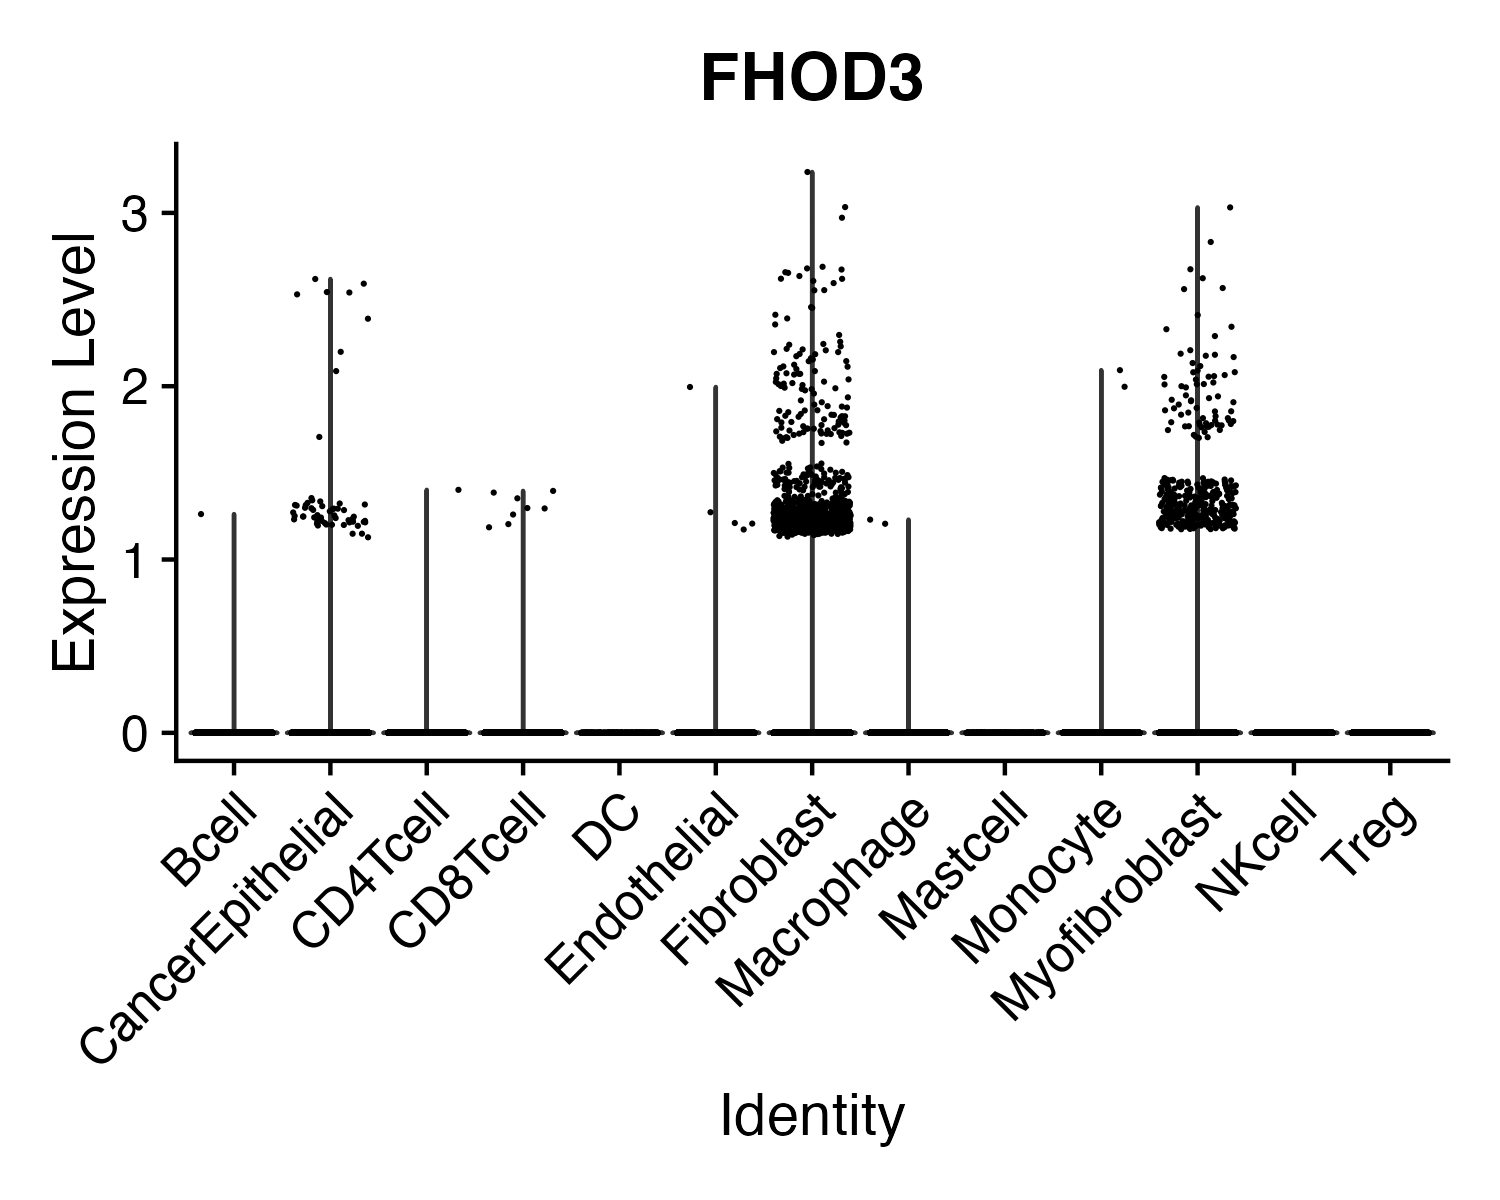 FHOD3
Expression Level
3
2
1
0
Bcell
CancerEpithelial
CD4Tcell
CD8Tcell
DC
Endothelial
Fibroblast
Macrophage
Mastcell
Monocyte
Myofibroblast
NKcell
Treg
Identity